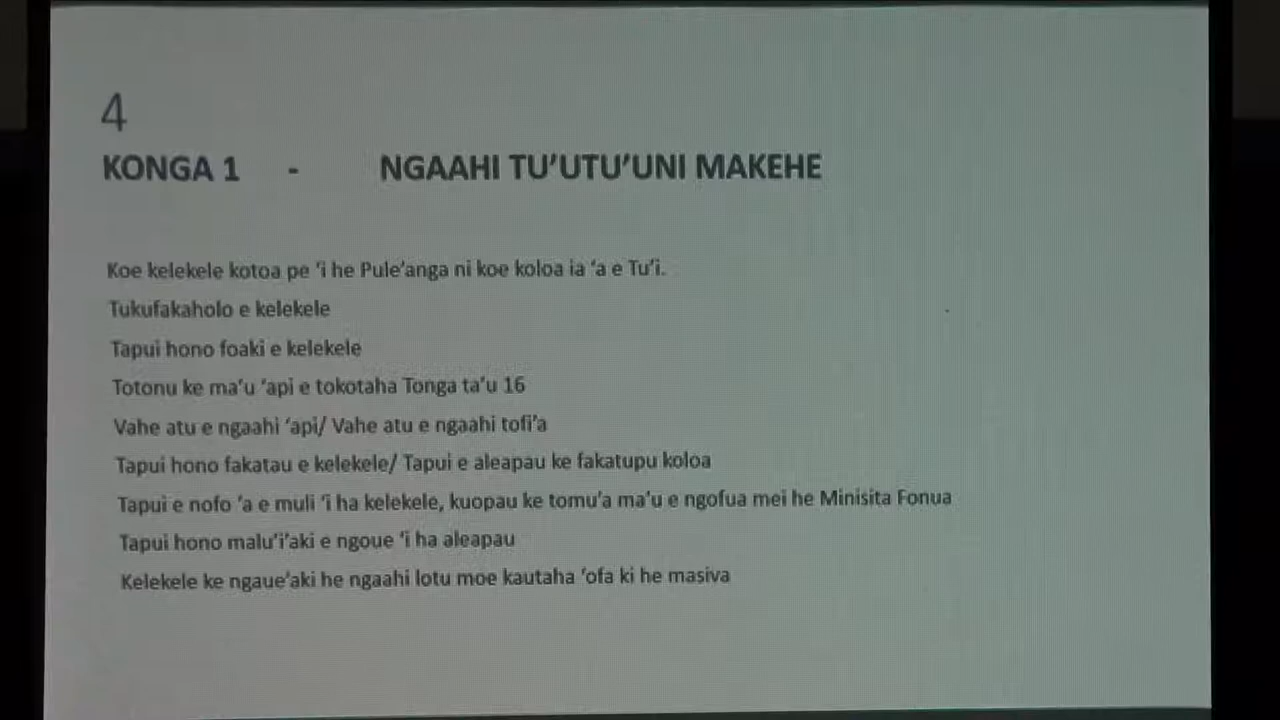 4
KONGA 1 - NGAAHI TU’UTU’UNI MAKEHE
Koe kelekele kotoa pe ‘i he Pule’anga ni koe koloa ia ‘a e Tu’i.
Tukufakaholo e kelekele
Tapui hono foaki e kelekele
Totonu ke ma’u ‘api e tokotaha Tonga ta’u 16
Vahe atu e ngaahi ‘api/ Vahe atu e ngaahi tofi’a
Tapui hono fakatau e kelekele/ Tapui e aleapau ke fakatupu koloa
Tapui e nofo ‘a e muli ‘i ha kelekele, kuopau ke tomu’a ma’u e ngofua mei he Minisita Fonua
Tapui hono malu’i’aki e ngoue ‘i ha aleapau
Kelekele ke ngaue’aki he ngaahi lotu moe kautaha ‘ofa ki he masiva